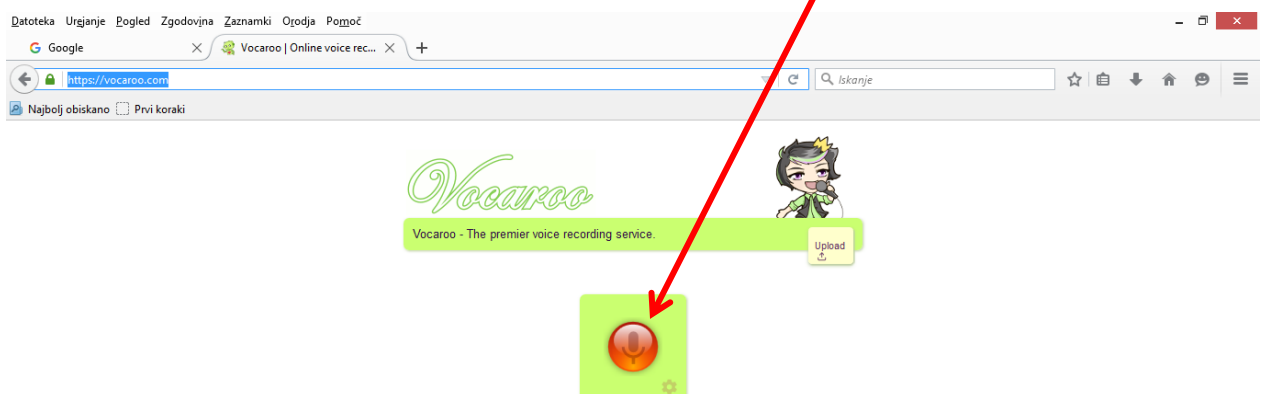 Datoteka Urejanje Pogled Zgodovina Zaznamki Orodja Pomoč
Google Vocaroo | Online voice rec...
https://vocaroo.com Iskanje
Najbolj obiskano Prvi koraki
Vocaroo
Vocaroo - The premier voice recording service.
Upload